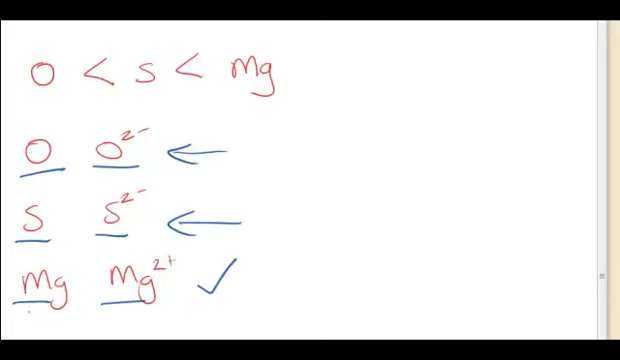 O < S < Mg
O O²⁻ ←
S S²⁻ ←
Mg Mg²⁺ ✓